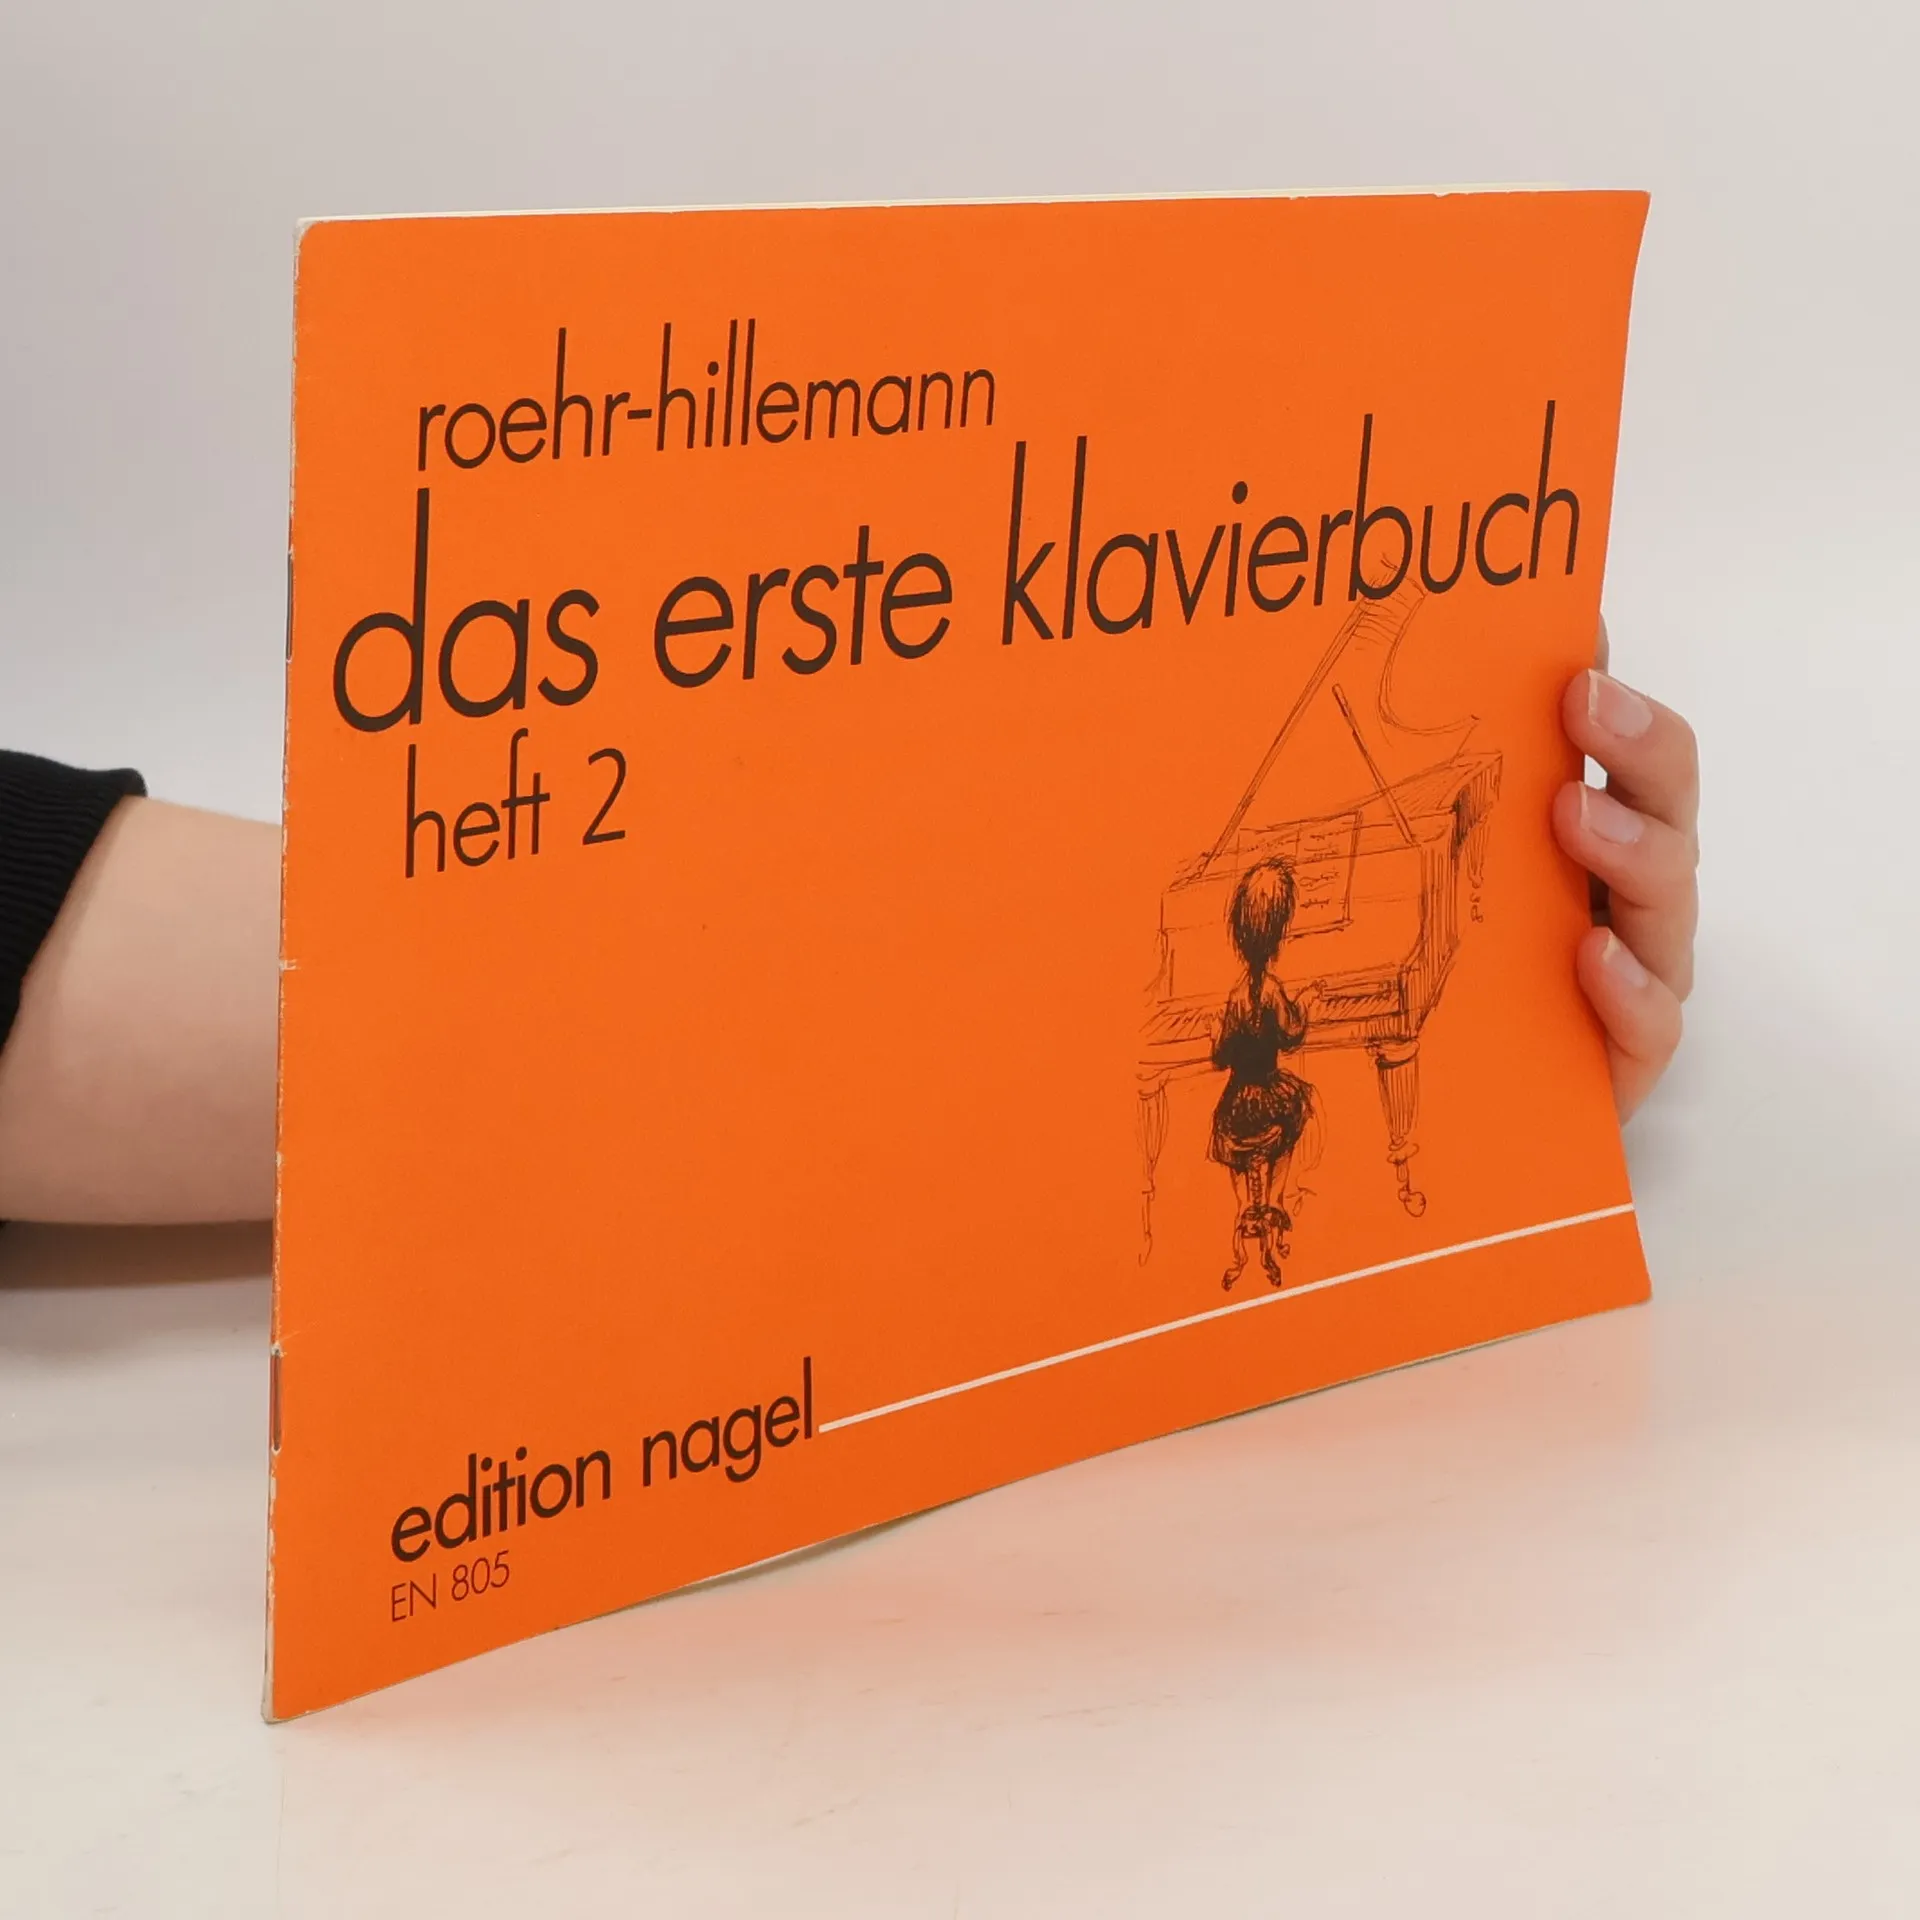 roehr-hillemann
das erste klavierbuch
heft 2
edition nagel
EN 805